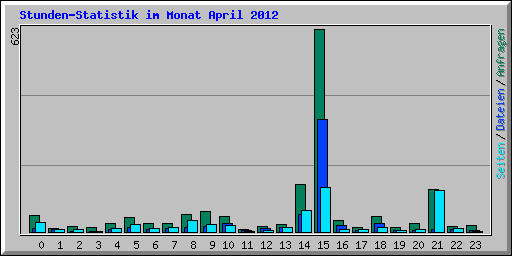 Stunden-Statistik im Monat April 2012
623
Seiten/Dateien/Anfragen
0 1 2 3 4 5 6 7 8 9 10 11 12 13 14 15 16 17 18 19 20 21 22 23